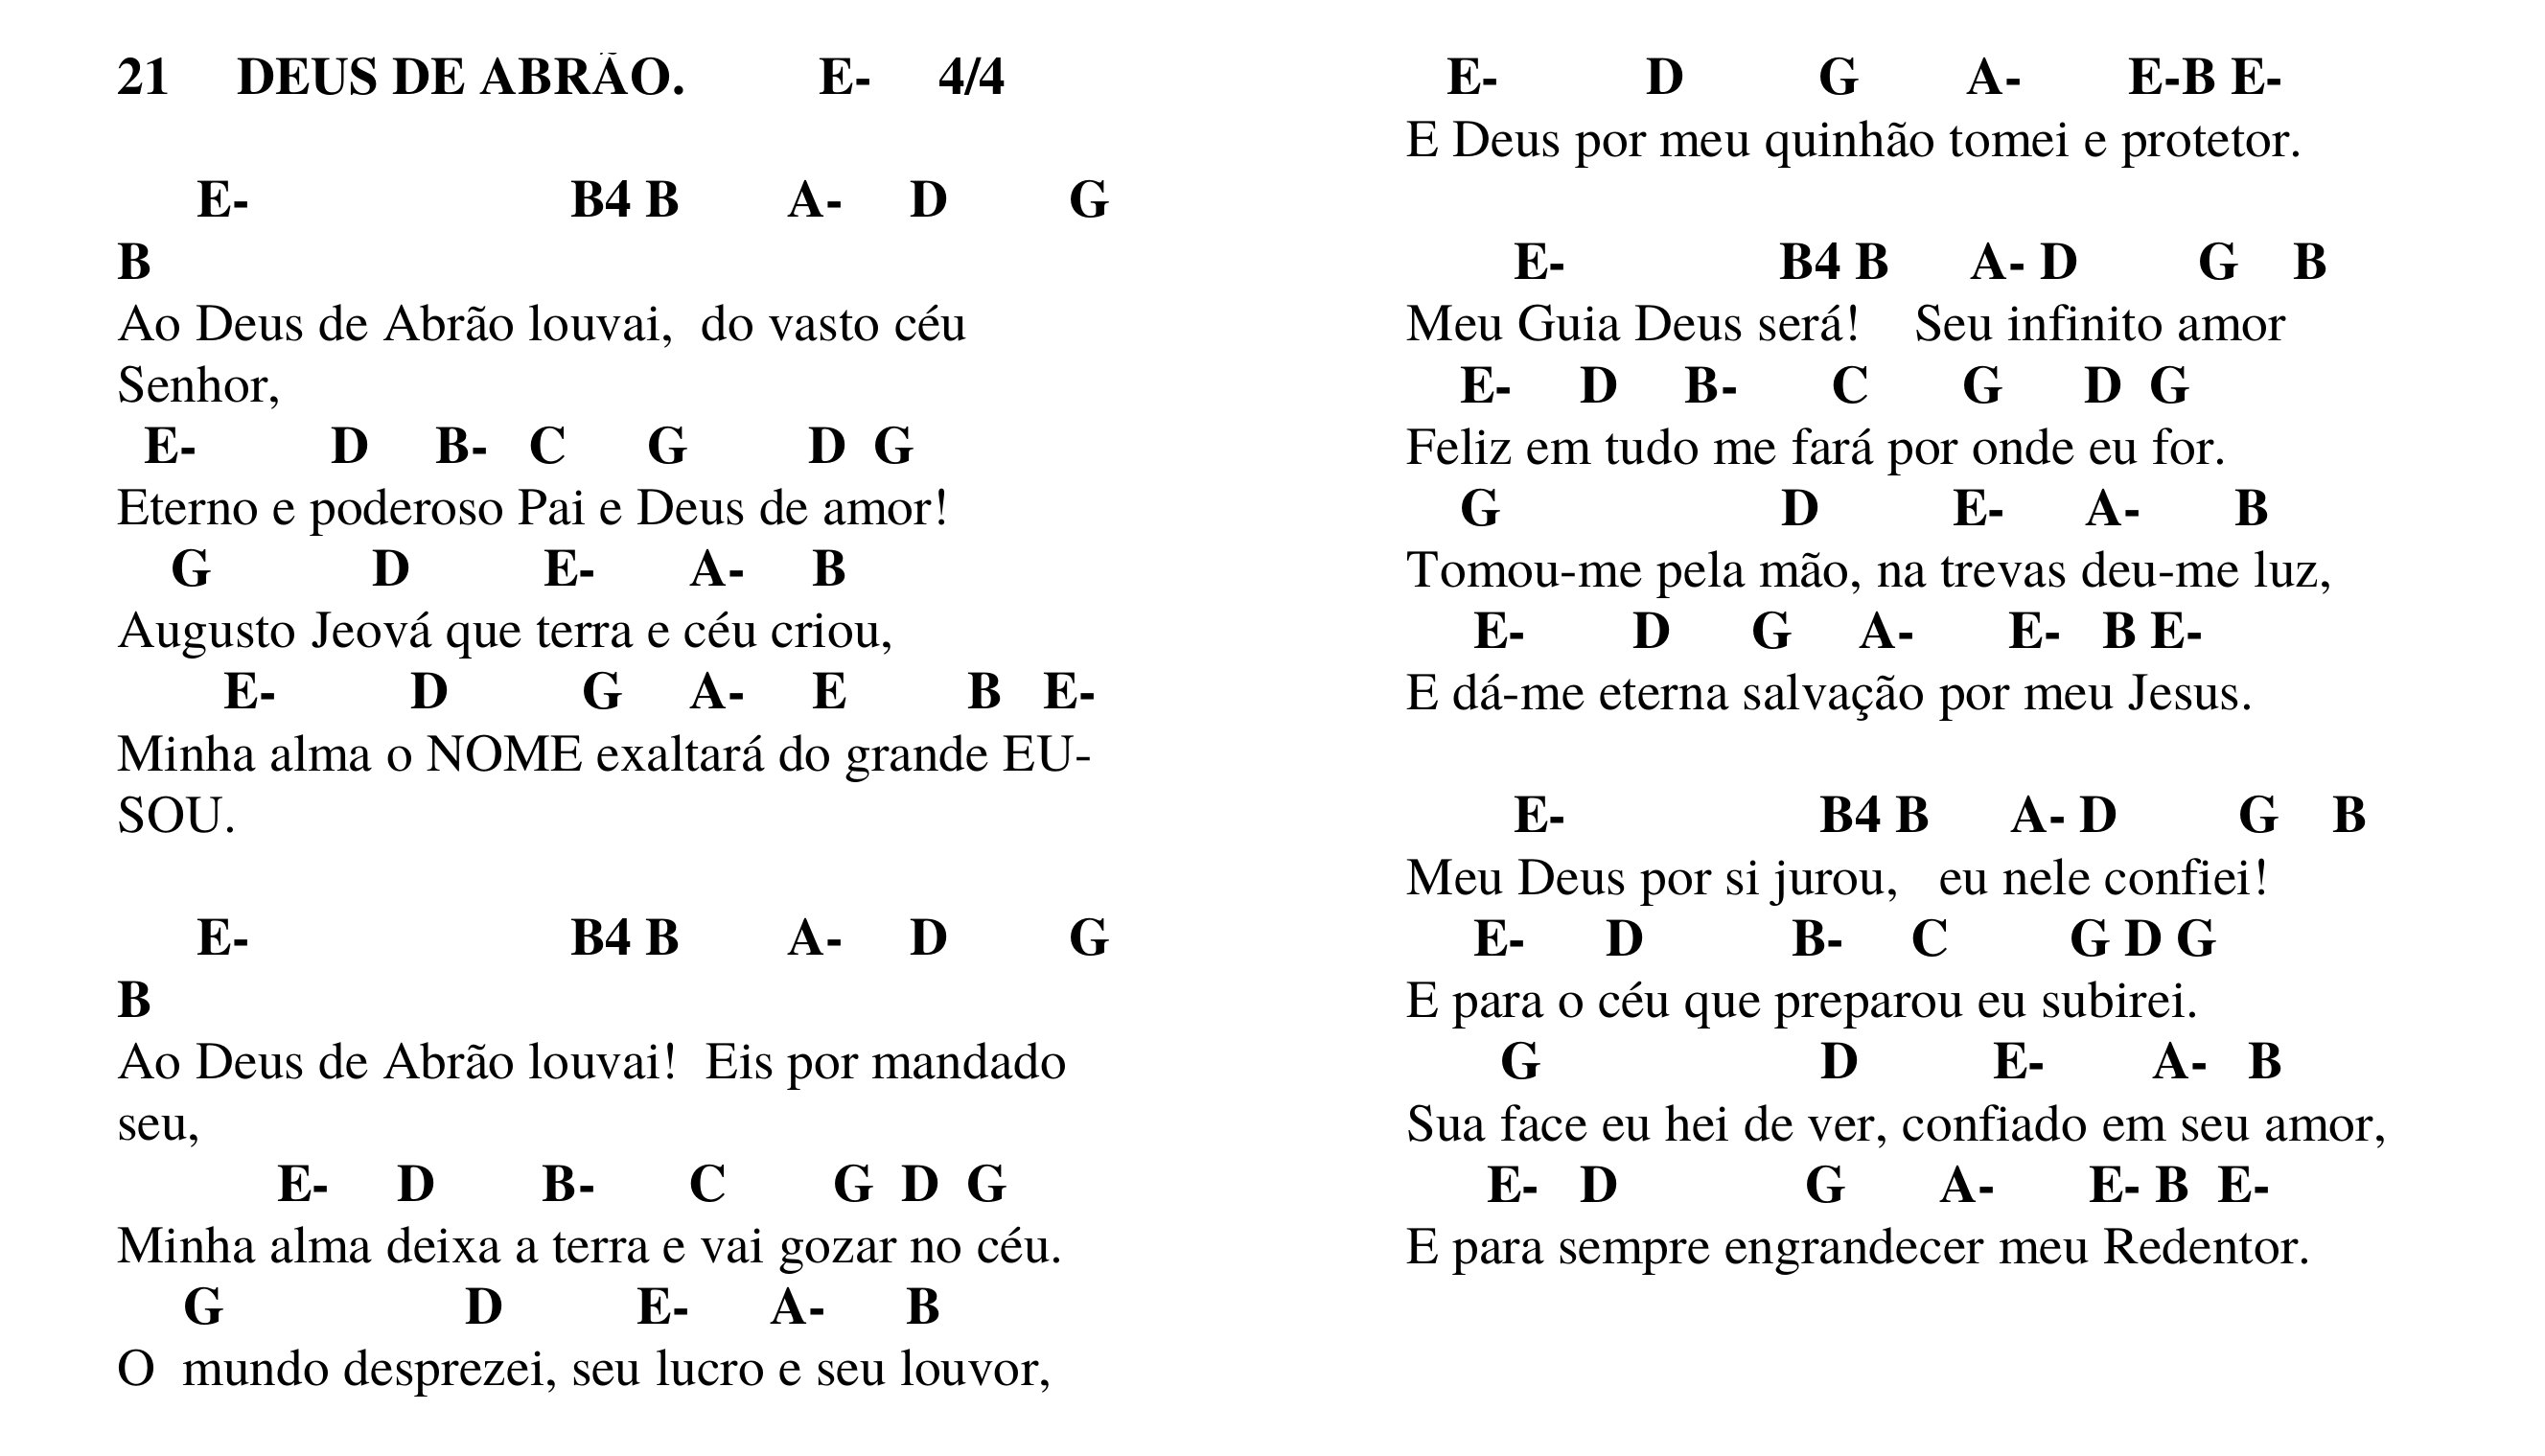 21 DEUS DE ABRÃO. E- 4/4
E- B4 B A- D G
B
Ao Deus de Abrão louvai, do vasto céu
Senhor,
E- D B- C G D G
Eterno e poderoso Pai e Deus de amor!
G D E- A- B
Augusto Jeová que terra e céu criou,
E- D G A- E B E-
Minha alma o NOME exaltará do grande EU-
SOU.
E- B4 B A- D G
B
Ao Deus de Abrão louvai! Eis por mandado
seu,
E- D B- C G D G
Minha alma deixa a terra e vai gozar no céu.
G D E- A- B
O mundo desprezei, seu lucro e seu louvor,
E- D G A- E-B E-
E Deus por meu quinhão tomei e protetor.
E- B4 B A- D G B
Meu Guia Deus será! Seu infinito amor
E- D B- C G D G
Feliz em tudo me fará por onde eu for.
G D E- A- B
Tomou-me pela mão, na trevas deu-me luz,
E- D G A- E- B E-
E dá-me eterna salvação por meu Jesus.
E- B4 B A- D G B
Meu Deus por si jurou, eu nele confiei!
E- D B- C G D G
E para o céu que preparou eu subirei.
G D E- A- B
Sua face eu hei de ver, confiado em seu amor,
E- D G A- E- B E-
E para sempre engrandecer meu Redentor.